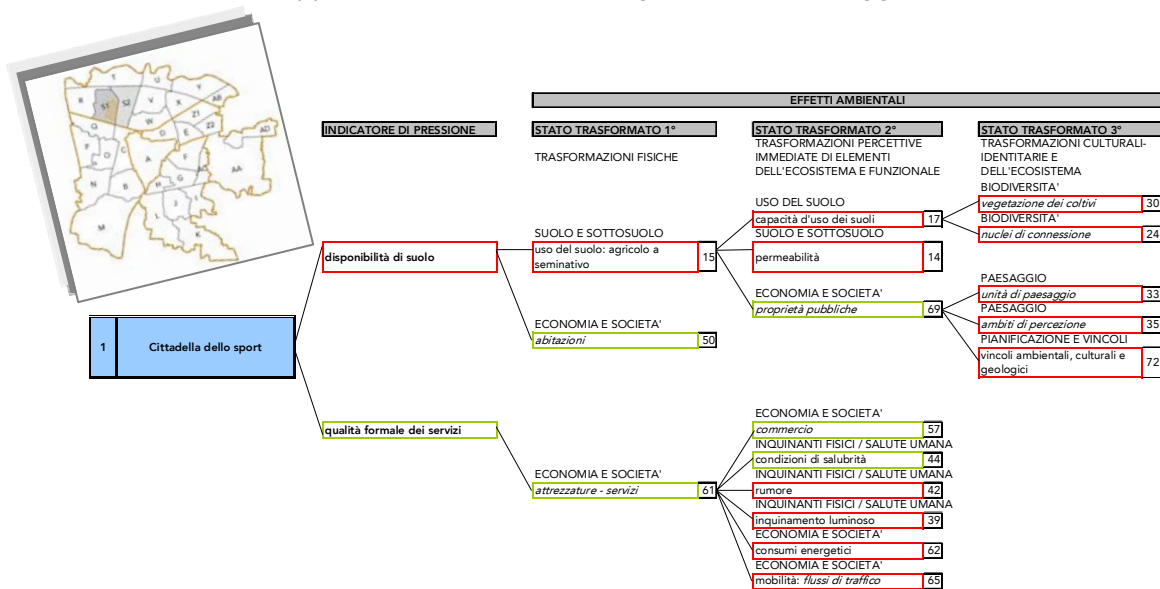 EFFETTI AMBIENTALI
INDICATORE DI PRESSIONE
STATO TRASFORMATO 1°
STATO TRASFORMATO 2°
STATO TRASFORMATO 3°
TRASFORMAZIONI FISICHE
TRASFORMAZIONI PERCETTIVE
IMMEDIATE DI ELEMENTI
DELL'ECOSISTEMA E FUNZIONALE
TRASFORMAZIONI CULTURALI-
IDENTITARIE E
DELL'ECOSISTEMA
1
Cittadella dello sport
disponibilità di suolo
SUOLO E SOTTOSUOLO
uso del suolo: agricolo a
seminativo
15
USO DEL SUOLO
capacità d'uso dei suoli
17
BIODIVERSITA'
vegetazione dei coltivi
30
BIODIVERSITA'
nuclei di connessione
24
SUOLO E SOTTOSUOLO
permeabilità
14
ECONOMIA E SOCIETA'
proprietà pubbliche
69
PAESAGGIO
unità di paesaggio
33
PAESAGGIO
ambiti di percezione
35
PIANIFICAZIONE E VINCOLI
vincoli ambientali, culturali e
geologici
72
ECONOMIA E SOCIETA'
abitazioni
50
qualità formale dei servizi
ECONOMIA E SOCIETA'
attrezzature - servizi
61
ECONOMIA E SOCIETA'
commercio
57
INQUINANTI FISICI / SALUTE UMANA
condizioni di salubrità
44
INQUINANTI FISICI / SALUTE UMANA
rumore
42
INQUINANTI FISICI / SALUTE UMANA
inquinamento luminoso
39
ECONOMIA E SOCIETA'
consumi energetici
62
ECONOMIA E SOCIETA'
mobilità: flussi di traffico
65